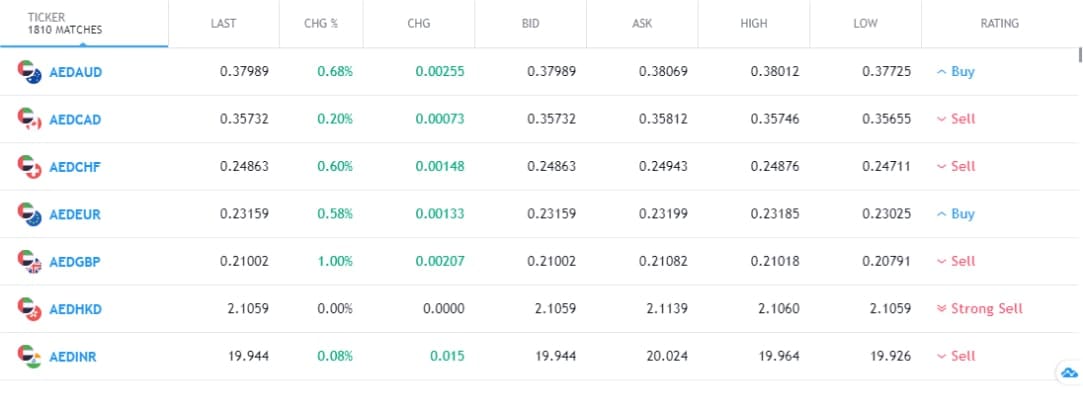 TICKER LAST CHG % CHG BID ASK HIGH LOW RATING
1810 MATCHES
AEDAUD 0.37989 0.68% 0.00255 0.37989 0.38069 0.38012 0.37725 Buy
AEDCAD 0.35732 0.20% 0.00073 0.35732 0.35812 0.35746 0.35655 Sell
AEDCHF 0.24863 0.60% 0.00148 0.24863 0.24943 0.24876 0.24711 Sell
AEDEUR 0.23159 0.58% 0.00133 0.23159 0.23199 0.23185 0.23025 Buy
AEDGBP 0.21002 1.00% 0.00207 0.21002 0.21082 0.21018 0.20791 Sell
AEDHKD 2.1059 0.00% 0.0000 2.1059 2.1139 2.1060 2.1059 Strong Sell
AEDINR 19.944 0.08% 0.015 19.944 20.024 19.964 19.926 Sell